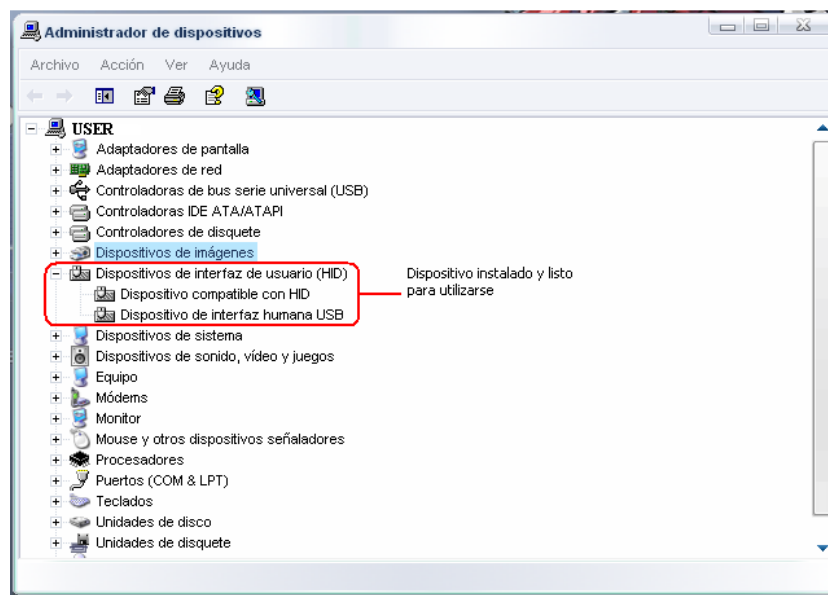 Administrador de dispositivos
Archivo Acción Ver Ayuda
USER
Adaptadores de pantalla
Adaptadores de red
Controladoras de bus serie universal (USB)
Controladoras IDE ATA/ATAPI
Controladores de disquete
Dispositivos de imágenes
Dispositivos de interfaz de usuario (HID)
Dispositivo compatible con HID
Dispositivo de interfaz humana USB
Dispositivo instalado y listo
para utilizarse
Dispositivos de sistema
Dispositivos de sonido, vídeo y juegos
Equipo
Módems
Monitor
Mouse y otros dispositivos señaladores
Procesadores
Puertos (COM & LPT)
Teclados
Unidades de disco
Unidades de disquete